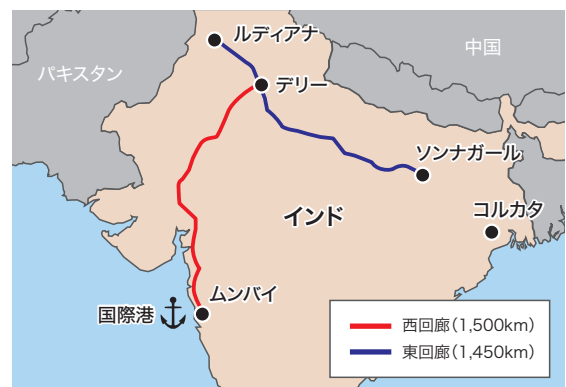 ルディアナ
中国
パキスタン
デリー
ソンナガール
インド
コルカタ
ムンバイ
国際港
西回廊（1,500km）
東回廊（1,450km）